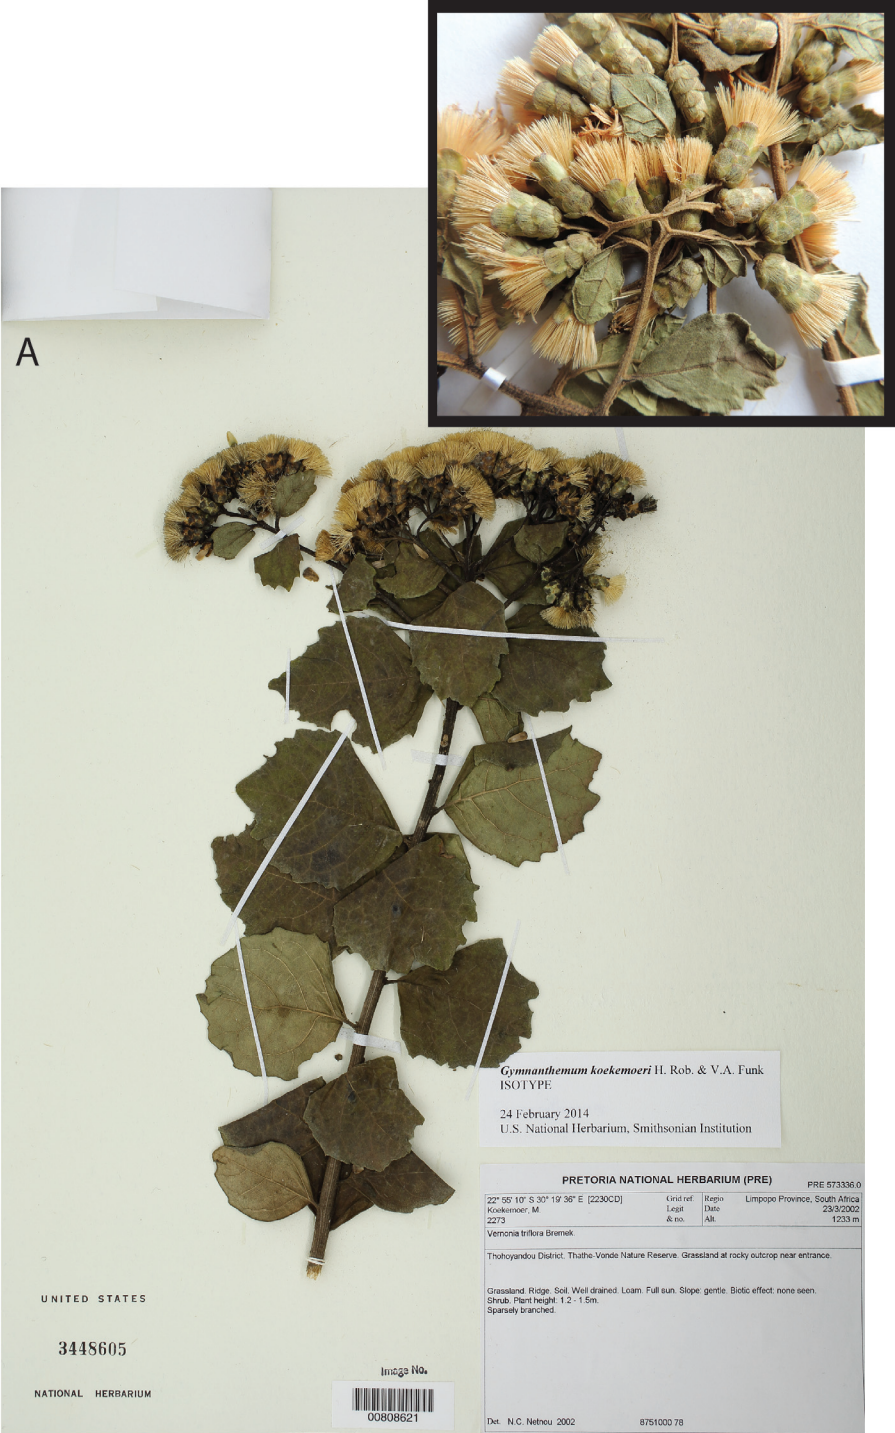 A
Gymnanthemum koekemoeri H. Rob. & V.A. Funk
ISOTYPE
24 February 2014
U.S. National Herbarium, Smithsonian Institution
PRETORIA NATIONAL HERBARIUM (PRE)
PRE 573336.0
22° 55' 10" S 30° 19' 36" E [2230CD] Grid ref. Regio Limpopo Province, South Africa
Koekemoer, M. Legit Date 23/3/2002
2273 & no. Alt. 1233 m
Vernonia triflora Bremek.
Thohoyandou District. Thathe-Vonde Nature Reserve. Grassland at rocky outcrop near entrance.
Grassland. Ridge. Soil. Well drained. Loam. Full sun. Slope: gentle. Biotic effect: none seen.
Shrub. Plant height: 1.2 - 1.5m.
Sparsely branched.
Det. N.C. Netnou 2002 8751000 78
UNITED STATES
3448605
NATIONAL HERBARIUM
Image No.
00808621